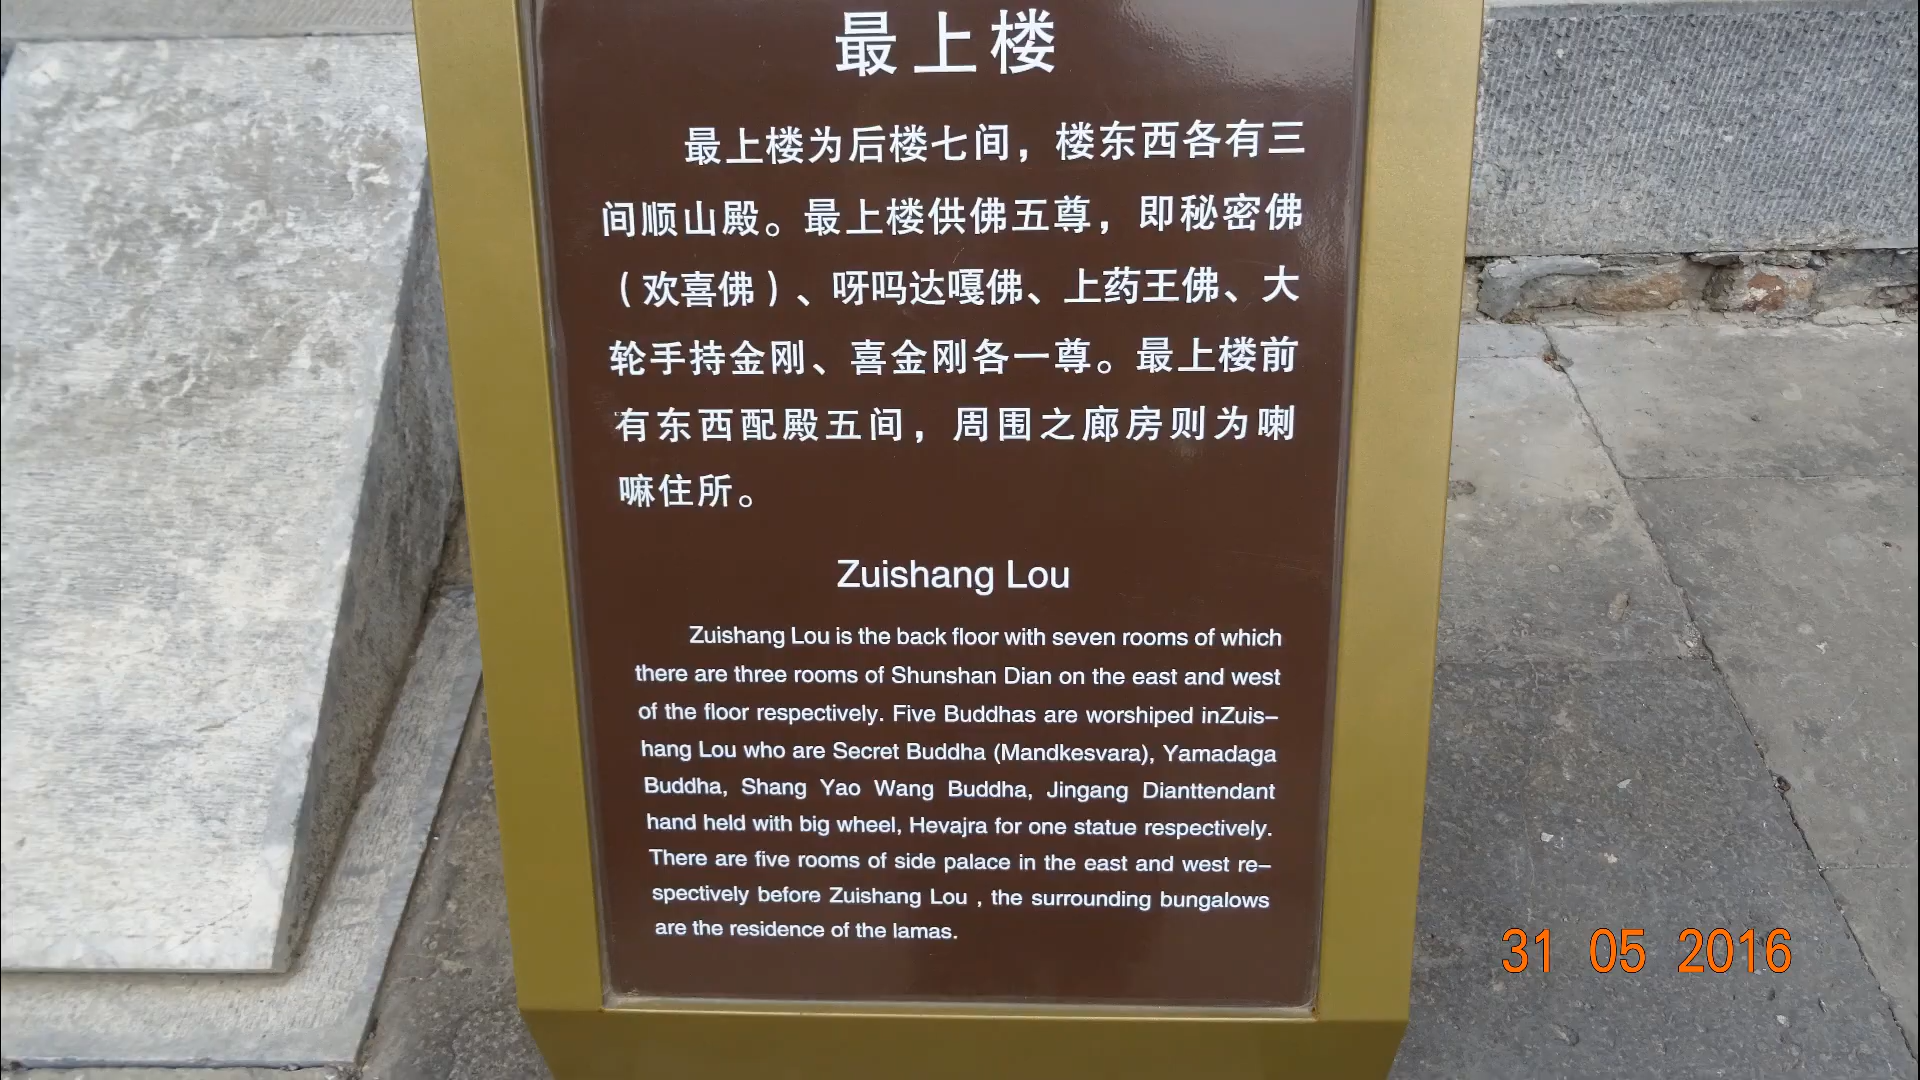 最上楼
最上楼为后楼七间，楼东西各有三
间顺山殿。最上楼供佛五尊，即秘密佛
（欢喜佛）、呀吗达嘎佛、上药王佛、大
轮手持金刚、喜金刚各一尊。最上楼前
有东西配殿五间，周围之廊房则为喇
嘛住所。
Zuishang Lou
Zuishang Lou is the back floor with seven rooms of which
there are three rooms of Shunshan Dian on the east and west
of the floor respectively. Five Buddhas are worshiped inZuis–
hang Lou who are Secret Buddha (Mandkesvara), Yamadaga
Buddha, Shang Yao Wang Buddha, Jingang Dianttendant
hand held with big wheel, Hevajra for one statue respectively.
There are five rooms of side palace in the east and west re–
spectively before Zuishang Lou , the surrounding bungalows
are the residence of the lamas.
31 05 2016